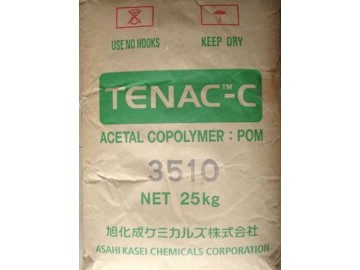 USE NO HOOKS
KEEP DRY
TENAC™-C
ACETAL COPOLYMER : POM
3510
NET 25kg
旭化成ケミカルズ株式会社
ASAHI KASEI CHEMICALS CORPORATION